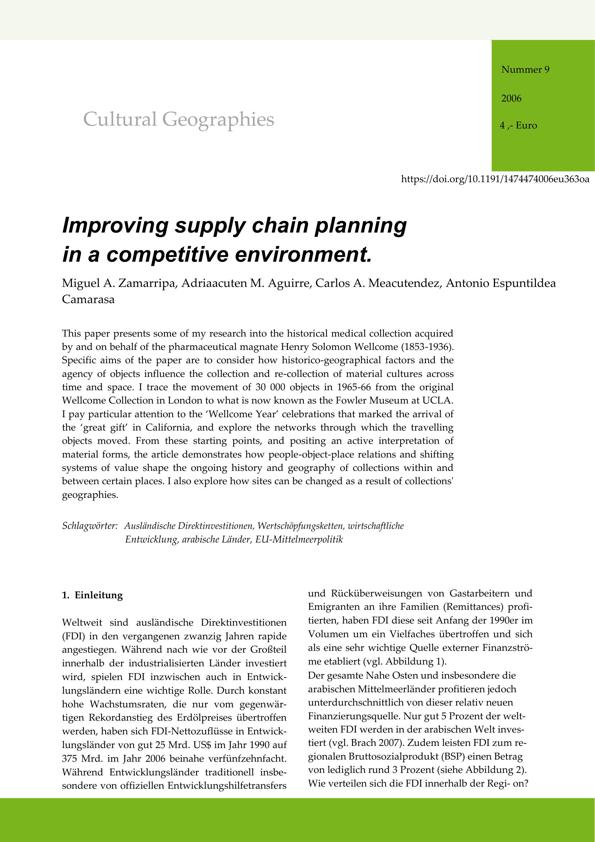 Nummer 9
2006
4 ,- Euro
Cultural Geographies
https://doi.org/10.1191/1474474006eu363oa
Improving supply chain planning
in a competitive environment.
Miguel A. Zamarripa, Adriaacuten M. Aguirre, Carlos A. Meacutendez, Antonio Espuntildea
Camarasa
This paper presents some of my research into the historical medical collection acquired
by and on behalf of the pharmaceutical magnate Henry Solomon Wellcome (1853-1936).
Specific aims of the paper are to consider how historico-geographical factors and the
agency of objects influence the collection and re-collection of material cultures across
time and space. I trace the movement of 30 000 objects in 1965-66 from the original
Wellcome Collection in London to what is now known as the Fowler Museum at UCLA.
I pay particular attention to the ‘Wellcome Year’ celebrations that marked the arrival of
the ‘great gift’ in California, and explore the networks through which the travelling
objects moved. From these starting points, and positing an active interpretation of
material forms, the article demonstrates how people-object-place relations and shifting
systems of value shape the ongoing history and geography of collections within and
between certain places. I also explore how sites can be changed as a result of collections'
geographies.
Schlagwörter: Ausländische Direktinvestitionen, Wertschöpfungsketten, wirtschaftliche
Entwicklung, arabische Länder, EU-Mittelmeerpolitik
1. Einleitung
Weltweit sind ausländische Direktinvestitionen
(FDI) in den vergangenen zwanzig Jahren rapide
angestiegen. Während nach wie vor der Großteil
innerhalb der industrialisierten Länder investiert
wird, spielen FDI inzwischen auch in Entwick-
lungsländern eine wichtige Rolle. Durch konstant
hohe Wachstumsraten, die nur vom gegenwär-
tigen Rekordanstieg des Erdölpreises übertroffen
werden, haben sich FDI-Nettozuflüsse in Entwick-
lungsländer von gut 25 Mrd. US$ im Jahr 1990 auf
375 Mrd. im Jahr 2006 beinahe verfünfzehnfacht.
Während Entwicklungsländer traditionell insbe-
sondere von offiziellen Entwicklungshilfetransfers
und Rücküberweisungen von Gastarbeitern und
Emigranten an ihre Familien (Remittances) profi-
tierten, haben FDI diese seit Anfang der 1990er im
Volumen um ein Vielfaches übertroffen und sich
als eine sehr wichtige Quelle externer Finanzströ-
me etabliert (vgl. Abbildung 1).
Der gesamte Nahe Osten und insbesondere die
arabischen Mittelmeerländer profitieren jedoch
unterdurchschnittlich von dieser relativ neuen
Finanzierungsquelle. Nur gut 5 Prozent der welt-
weiten FDI werden in der arabischen Welt inves-
tiert (vgl. Brach 2007). Zudem leisten FDI zum re-
gionalen Bruttosozialprodukt (BSP) einen Betrag
von lediglich rund 3 Prozent (siehe Abbildung 2).
Wie verteilen sich die FDI innerhalb der Regi- on?